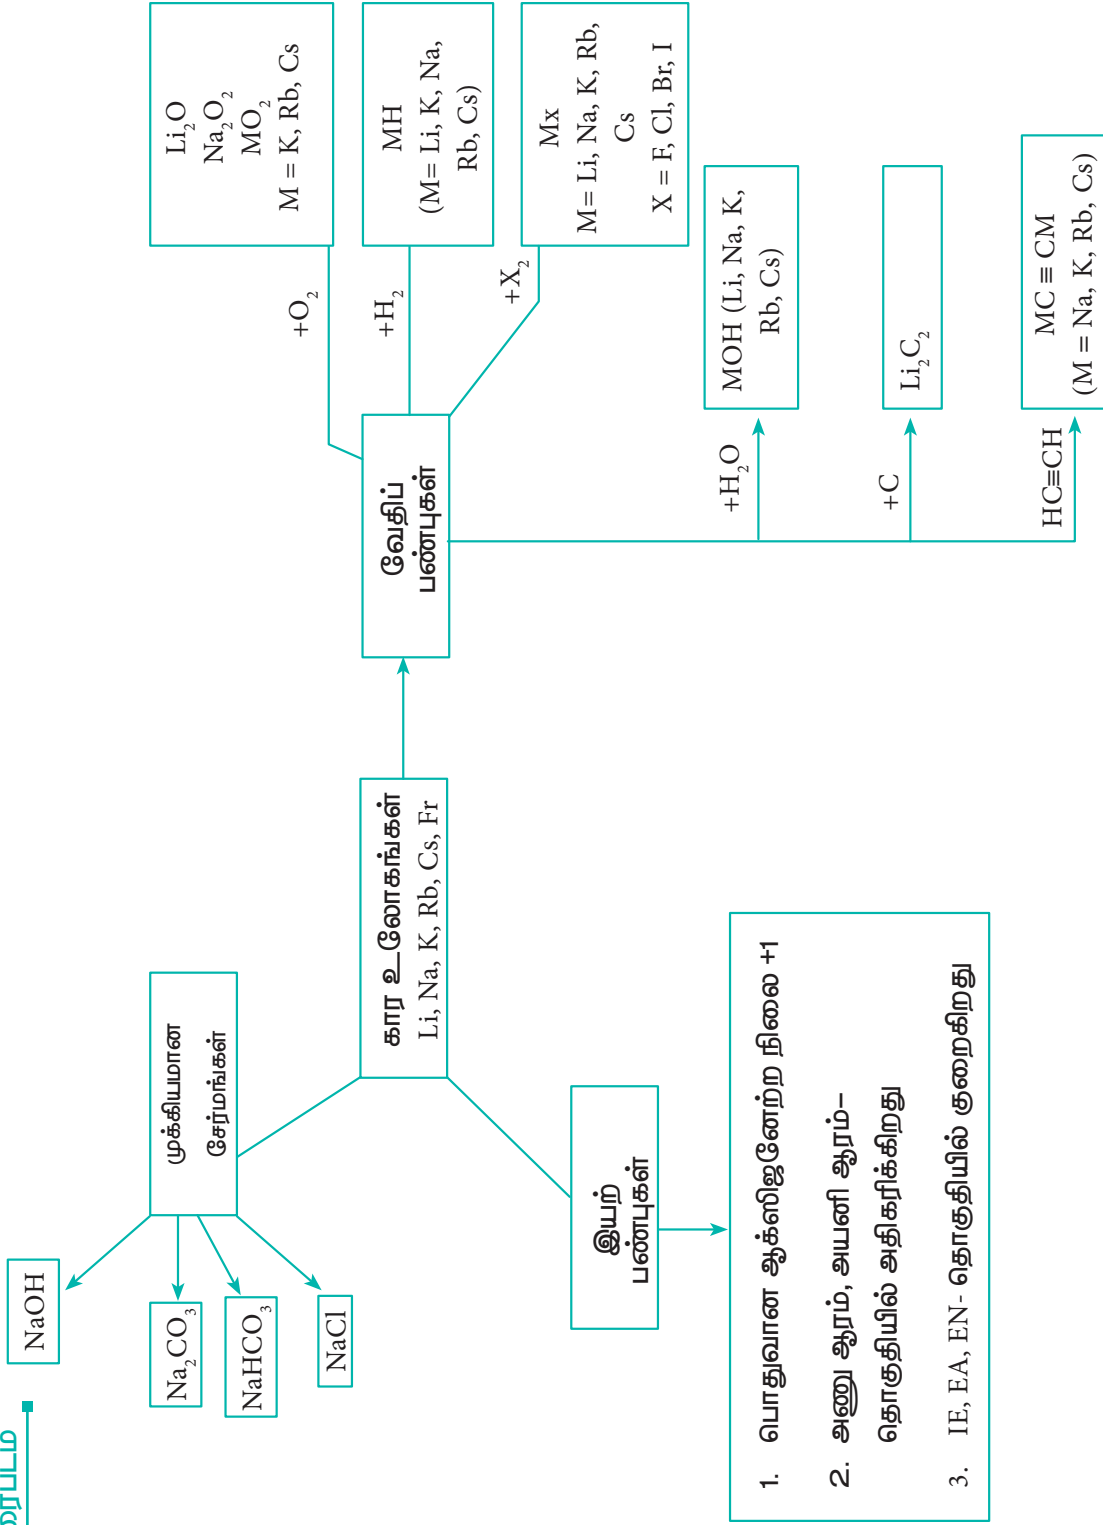 முக்கியமான
சேர்மங்கள்
NaOH
Na₂CO₃
NaHCO₃
NaCl
கார உலோகங்கள்
Li, Na, K, Rb, Cs, Fr
இயற்
பண்புகள்
1. பொதுவான ஆக்ஸிஜனேற்ற நிலை +1
2. அணு ஆரம், அயனி ஆரம்–
தொகுதியில் அதிகரிக்கிறது
3. IE, EA, EN- தொகுதியில் குறைகிறது
வேதிப்
பண்புகள்
+O₂
Li₂O
Na₂O₂
MO₂
M = K, Rb, Cs
+H₂
MH
(M= Li, K, Na,
Rb, Cs)
+X₂
Mx
M= Li, Na, K, Rb,
Cs
X = F, Cl, Br, I
+H₂O
MOH (Li, Na, K,
Rb, Cs)
+C
Li₂C₂
HC≡CH
MC ≡ CM
(M = Na, K, Rb, Cs)